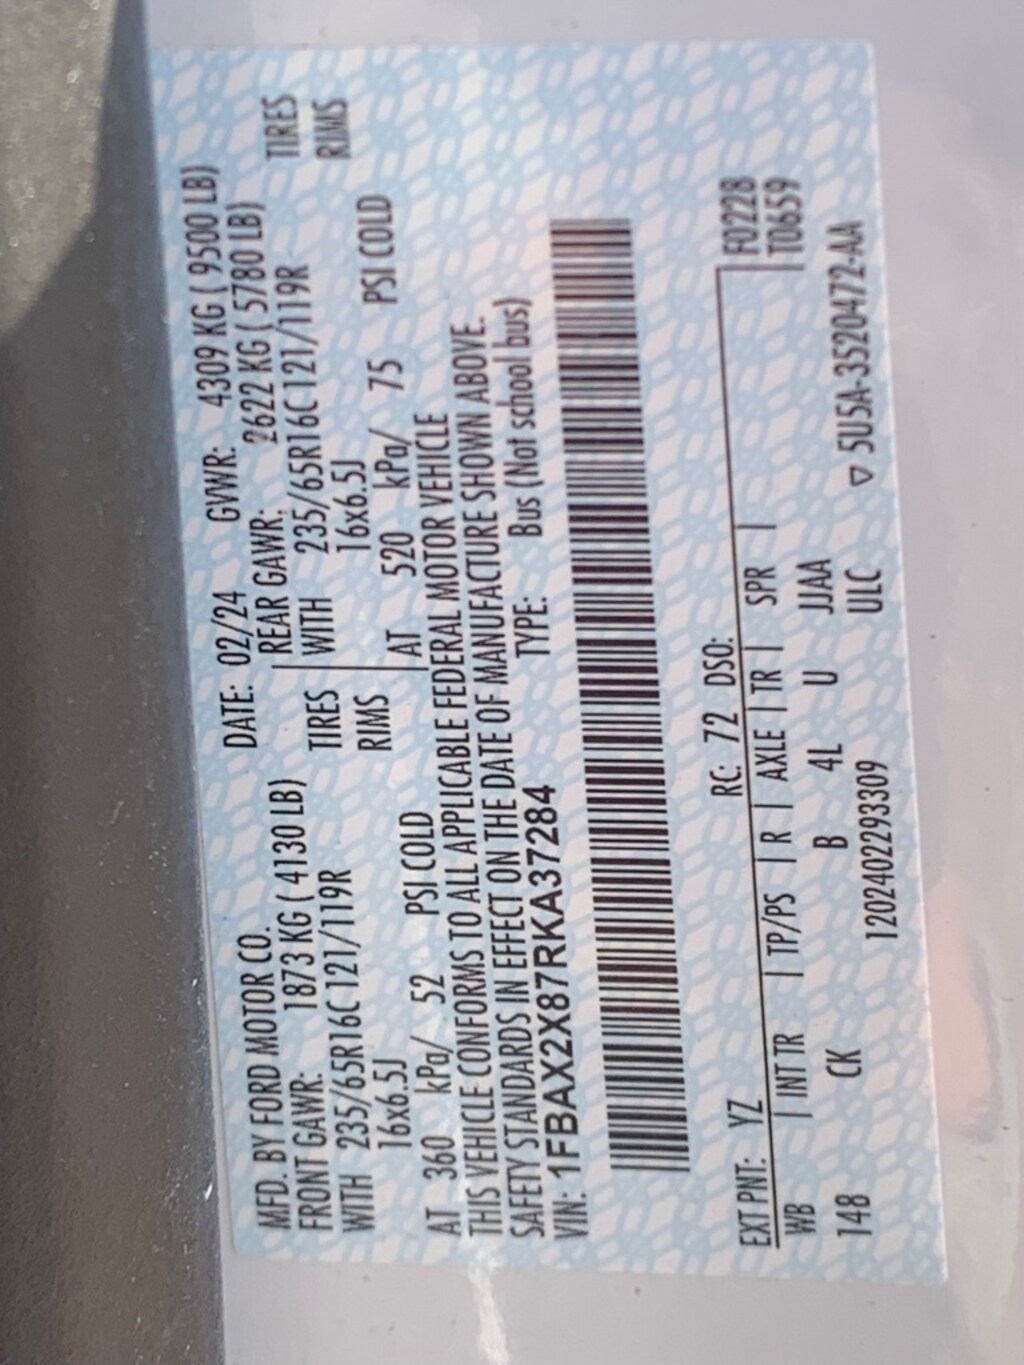 MFD. BY FORD MOTOR CO. DATE: 02/24 GVWR: 4309 KG ( 9500 LB)
FRONT GAWR: 1873 KG ( 4130 LB) REAR GAWR: 2622 KG ( 5780 LB)
WITH 235/65R16C 121/119R TIRES WITH 235/65R16C 121/119R TIRES
16x6.5J RIMS 16x6.5J RIMS
AT 360 kPa/ 52 PSI COLD AT 520 kPa/ 75 PSI COLD
THIS VEHICLE CONFORMS TO ALL APPLICABLE FEDERAL MOTOR VEHICLE
SAFETY STANDARDS IN EFFECT ON THE DATE OF MANUFACTURE SHOWN ABOVE.
VIN: 1FBAX2X87RKA37284 TYPE: Bus (Not school bus)
EXT PNT: YZ RC: 72 DSO: F0228
WB INT TR TP/PS R AXLE TR SPR T0659
148 CK B 4L U JJAA
1202402293309 ULC ▽ 5U5A-3520472-AA